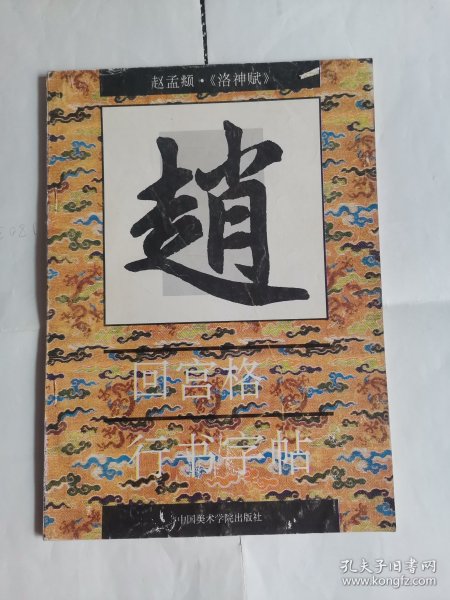 赵孟頫·《洛神赋》
趙
回宫格
行书字帖
中国美术学院出版社
孔夫子旧书网
www.kongfz.com